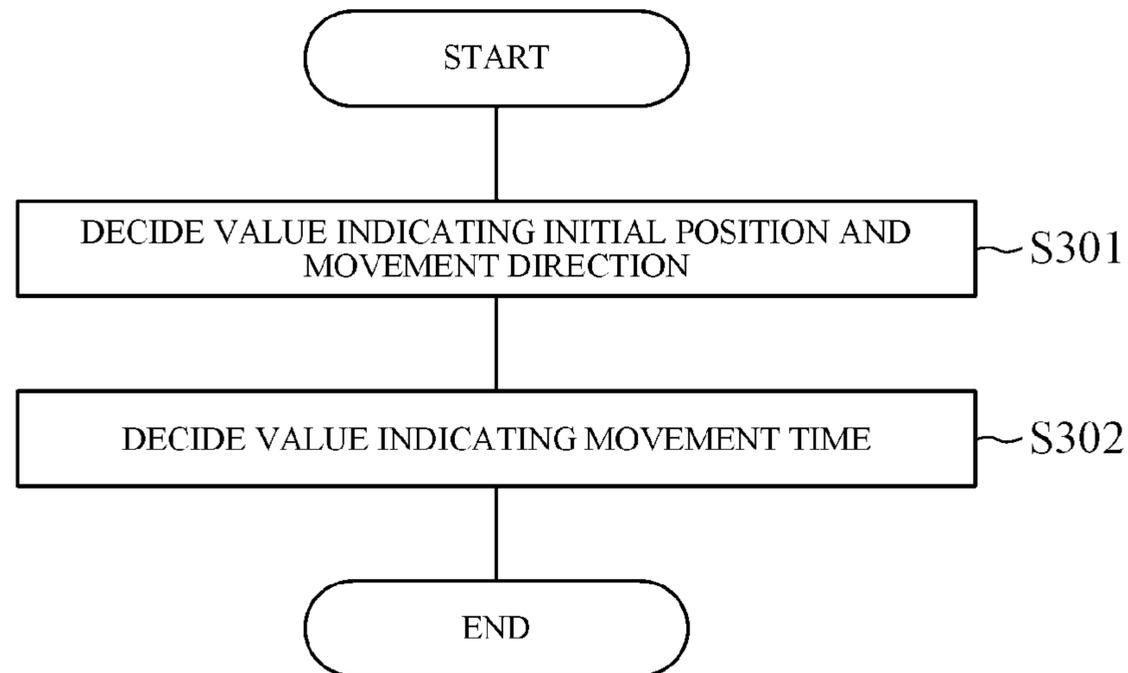 START
DECIDE VALUE INDICATING INITIAL POSITION AND
MOVEMENT DIRECTION
S301
DECIDE VALUE INDICATING MOVEMENT TIME
S302
END